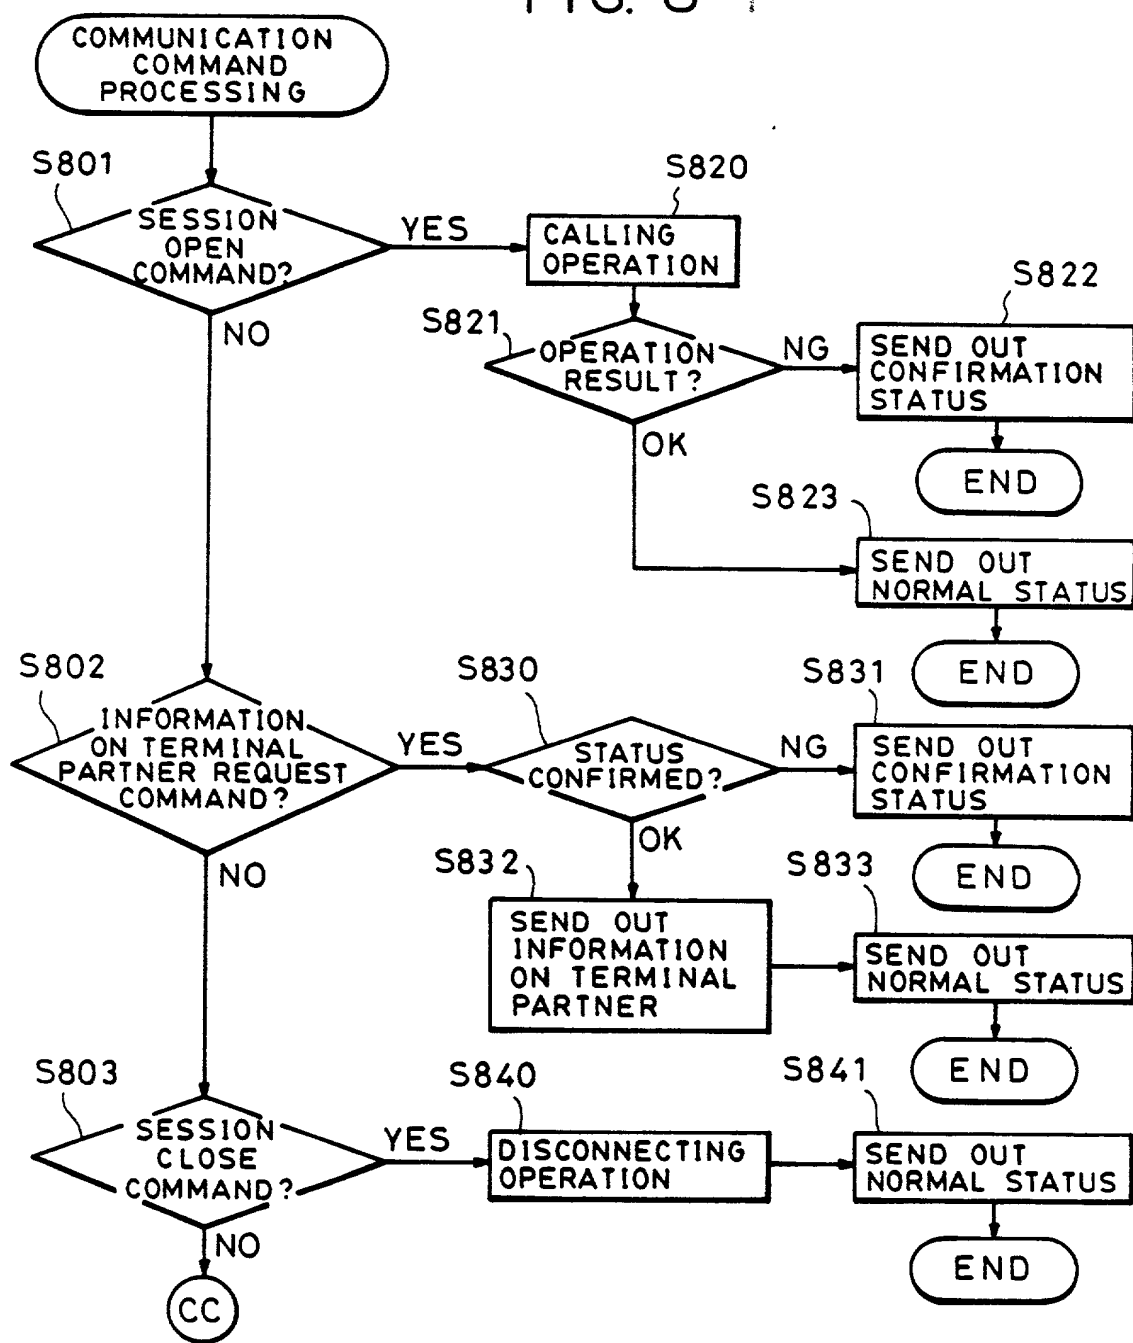 COMMUNICATION
COMMAND
PROCESSING
S801
SESSION
OPEN
COMMAND?
YES
NO
S820
CALLING
OPERATION
S821
OPERATION
RESULT?
NG
OK
S822
SEND OUT
CONFIRMATION
STATUS
END
S823
SEND OUT
NORMAL STATUS
END
S802
INFORMATION
ON TERMINAL
PARTNER REQUEST
COMMAND?
YES
NO
S830
STATUS
CONFIRMED?
NG
OK
S831
SEND OUT
CONFIRMATION
STATUS
END
S832
SEND OUT
INFORMATION
ON TERMINAL
PARTNER
S833
SEND OUT
NORMAL STATUS
END
S803
SESSION
CLOSE
COMMAND?
YES
NO
S840
DISCONNECTING
OPERATION
S841
SEND OUT
NORMAL STATUS
END
CC